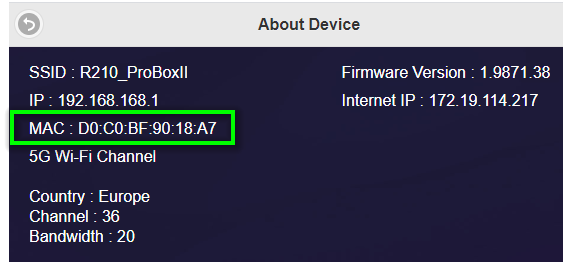 About Device
SSID : R210_ProBoxII
Firmware Version : 1.9871.38
IP : 192.168.168.1
Internet IP : 172.19.114.217
MAC : D0:C0:BF:90:18:A7
5G Wi-Fi Channel
Country : Europe
Channel : 36
Bandwidth : 20